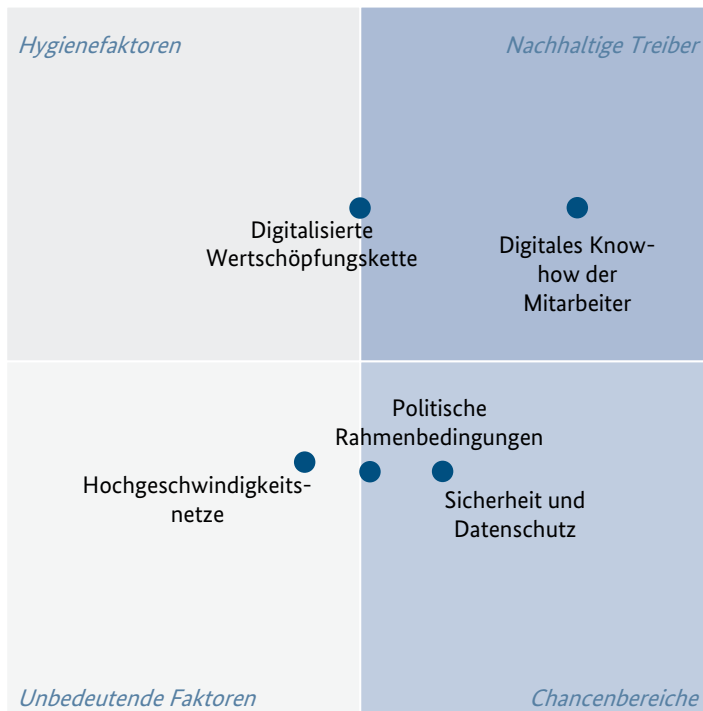 Hygienefaktoren
Nachhaltige Treiber
Digitalisierte
Wertschöpfungskette
Digitales Know-
how der
Mitarbeiter
Politische
Rahmenbedingungen
Hochgeschwindigkeits-
netze
Sicherheit und
Datenschutz
Unbedeutende Faktoren
Chancenbereiche